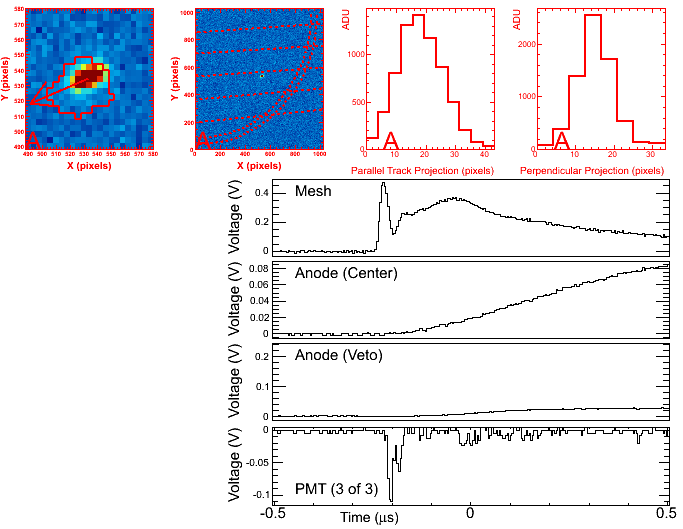 580
570
560
550
540
530
520
510
500
490
Y (pixels)
490 500 510 520 530 540 550 560 570 580
X (pixels)
1000
800
600
400
200
0
Y (pixels)
0 200 400 600 800 1000
X (pixels)
ADU
1000
500
0
0 10 20 30 40
Parallel Track Projection (pixels)
ADU
2000
0
0 10 20 30
Perpendicular Projection (pixels)
Mesh
Voltage (V)
0.4
0.2
0
Anode (Center)
Voltage (V)
0.08
0.06
0.04
0.02
0
Anode (Veto)
Voltage (V)
0.2
0.1
0
PMT (3 of 3)
Voltage (V)
0
-0.05
-0.1
-0.5 0 0.5
Time (μs)